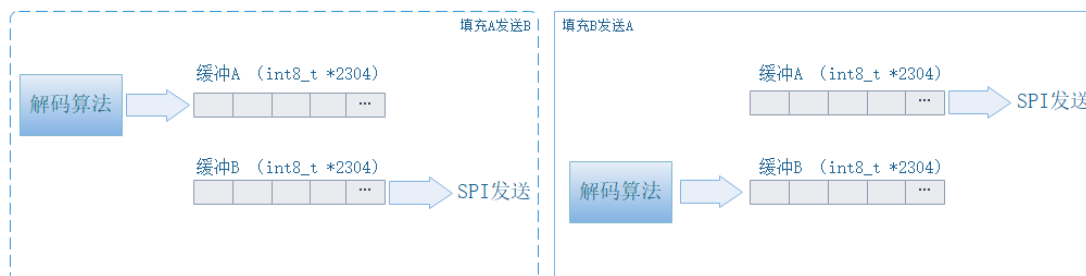 填充A发送B
缓冲A （int8_t *2304）
解码算法
...
缓冲B （int8_t *2304）
...
SPI发送
填充B发送A
缓冲A （int8_t *2304）
...
SPI发送
缓冲B （int8_t *2304）
解码算法
...